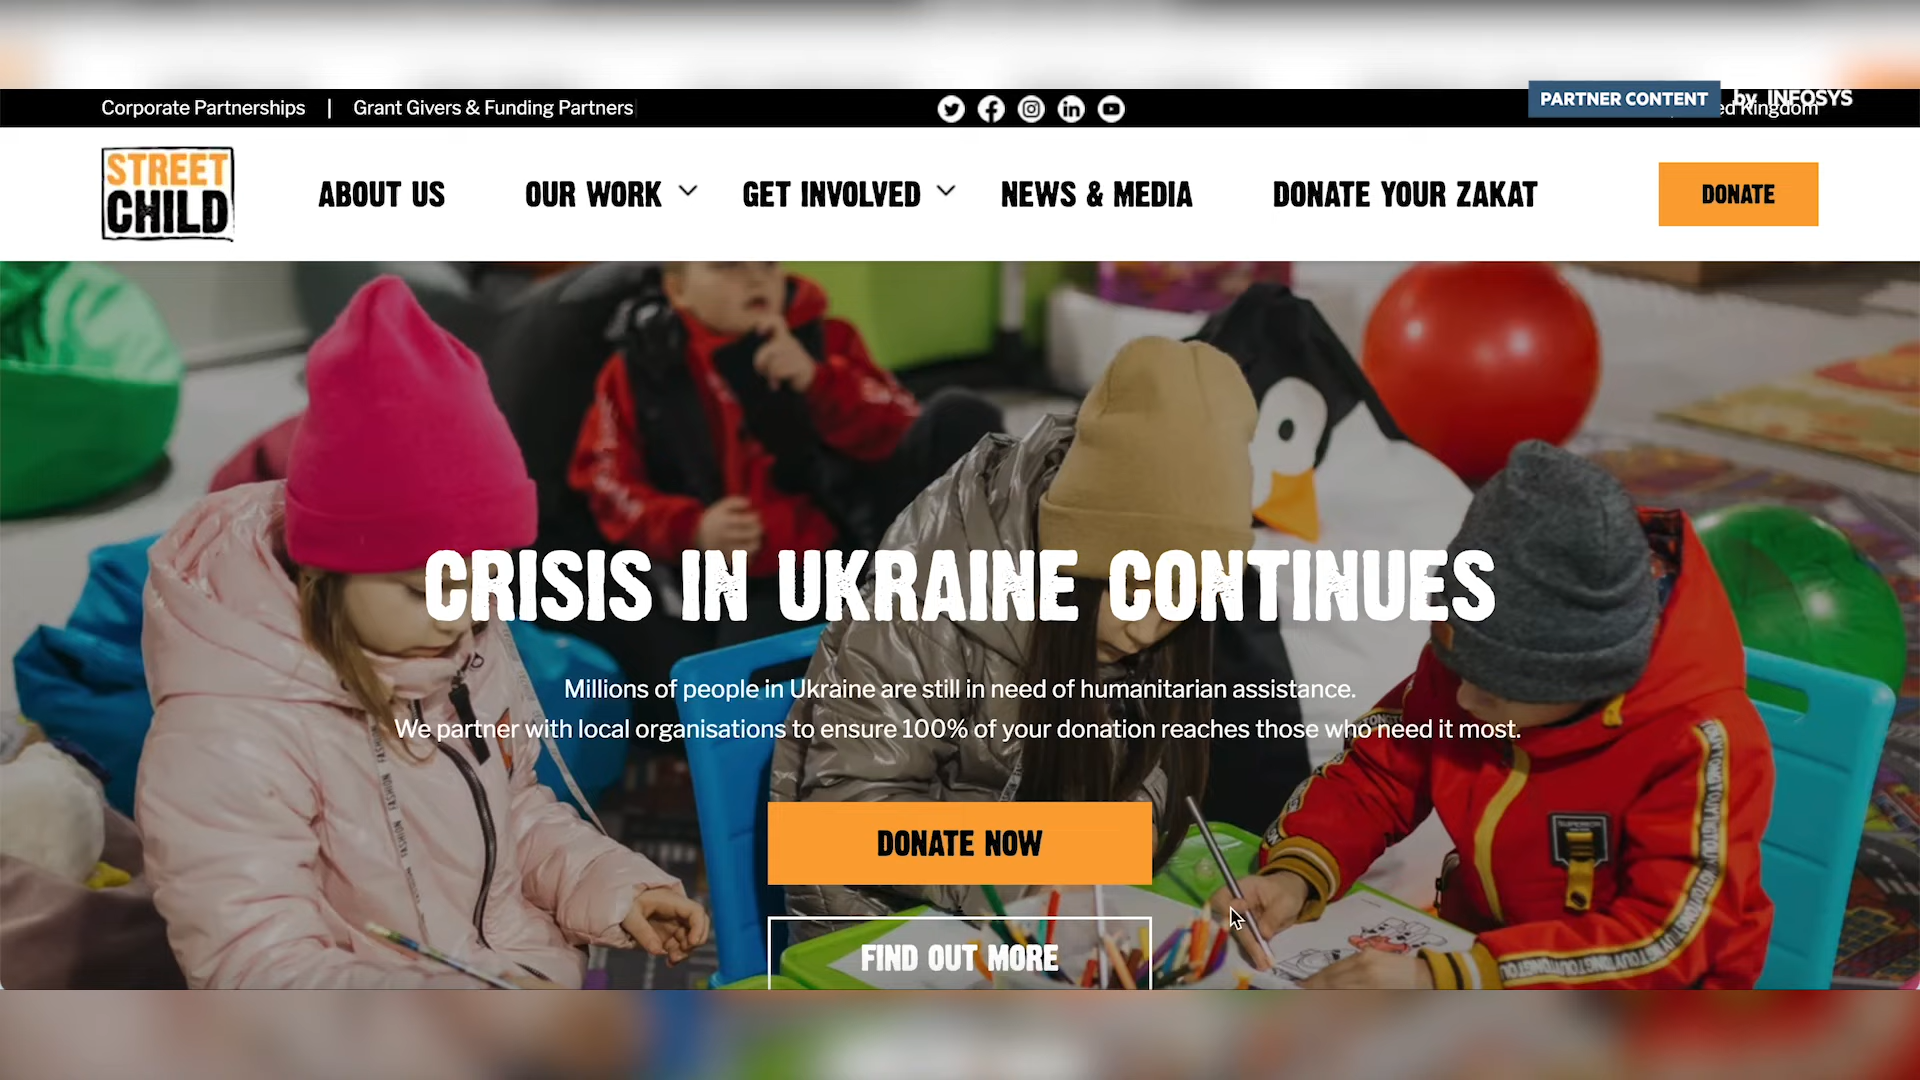 Corporate Partnerships | Grant Givers & Funding Partners
PARTNER CONTENT by INFOSYS
Kingdom
STREET
CHILD
ABOUT US
OUR WORK
GET INVOLVED
NEWS & MEDIA
DONATE YOUR ZAKAT
DONATE
CRISIS IN UKRAINE CONTINUES
Millions of people in Ukraine are still in need of humanitarian assistance.
We partner with local organisations to ensure 100% of your donation reaches those who need it most.
FASHION
FASHION
DONATE NOW
FIND OUT MORE